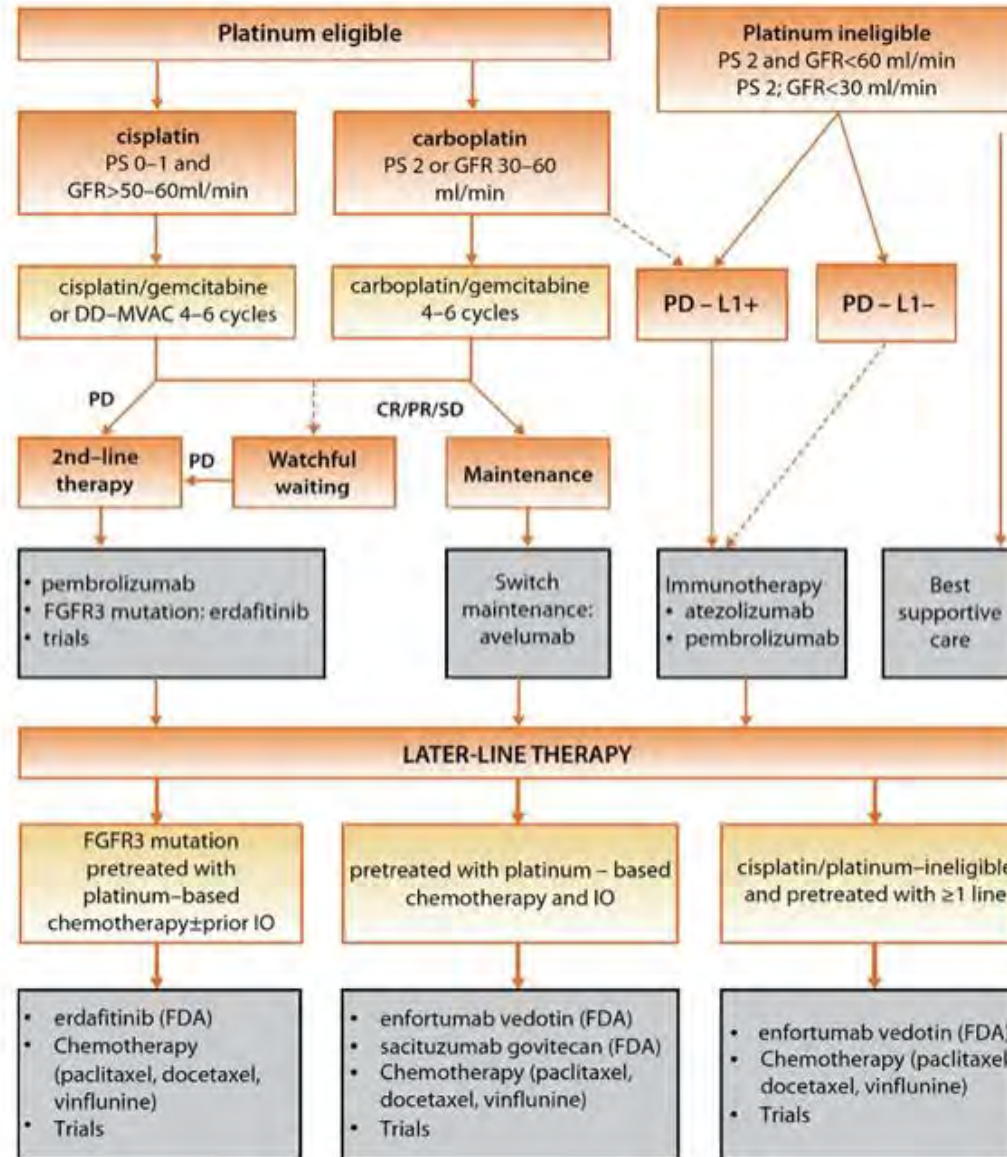 Platinum eligible
Platinum ineligible
PS 2 and GFR<60 ml/min
PS 2; GFR<30 ml/min
cisplatin
PS 0–1 and
GFR>50–60ml/min
carboplatin
PS 2 or GFR 30–60
ml/min
cisplatin/gemcitabine
or DD–MVAC 4–6 cycles
carboplatin/gemcitabine
4–6 cycles
PD – L1+
PD – L1–
PD
CR/PR/SD
2nd–line
therapy
PD
Watchful
waiting
Maintenance
• pembrolizumab
• FGFR3 mutation: erdafitinib
• trials
Switch
maintenance:
avelumab
Immunotherapy
• atezolizumab
• pembrolizumab
Best
supportive
care
LATER-LINE THERAPY
FGFR3 mutation
pretreated with
platinum–based
chemotherapy±prior IO
pretreated with platinum – based
chemotherapy and IO
cisplatin/platinum–ineligible
and pretreated with ≥1 line
• erdafitinib (FDA)
• Chemotherapy
(paclitaxel, docetaxel,
vinflunine)
• Trials
• enfortumab vedotin (FDA)
• sacituzumab govitecan (FDA)
• Chemotherapy (paclitaxel,
docetaxel, vinflunine)
• Trials
• enfortumab vedotin (FDA)
• Chemotherapy (paclitaxel
docetaxel, vinflunine)
• Trials